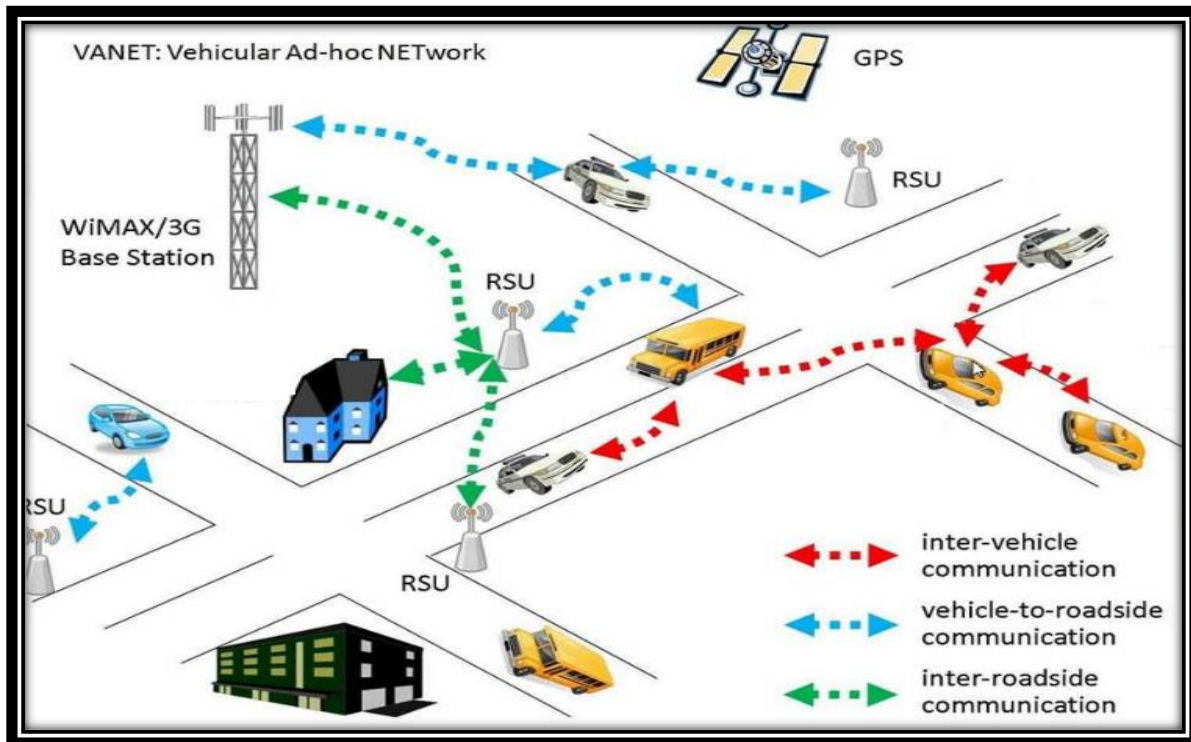 VANET: Vehicular Ad-hoc NETwork
GPS
RSU
WiMAX/3G
Base Station
RSU
RSU
RSU
inter-vehicle
communication
vehicle-to-roadside
communication
inter-roadside
communication